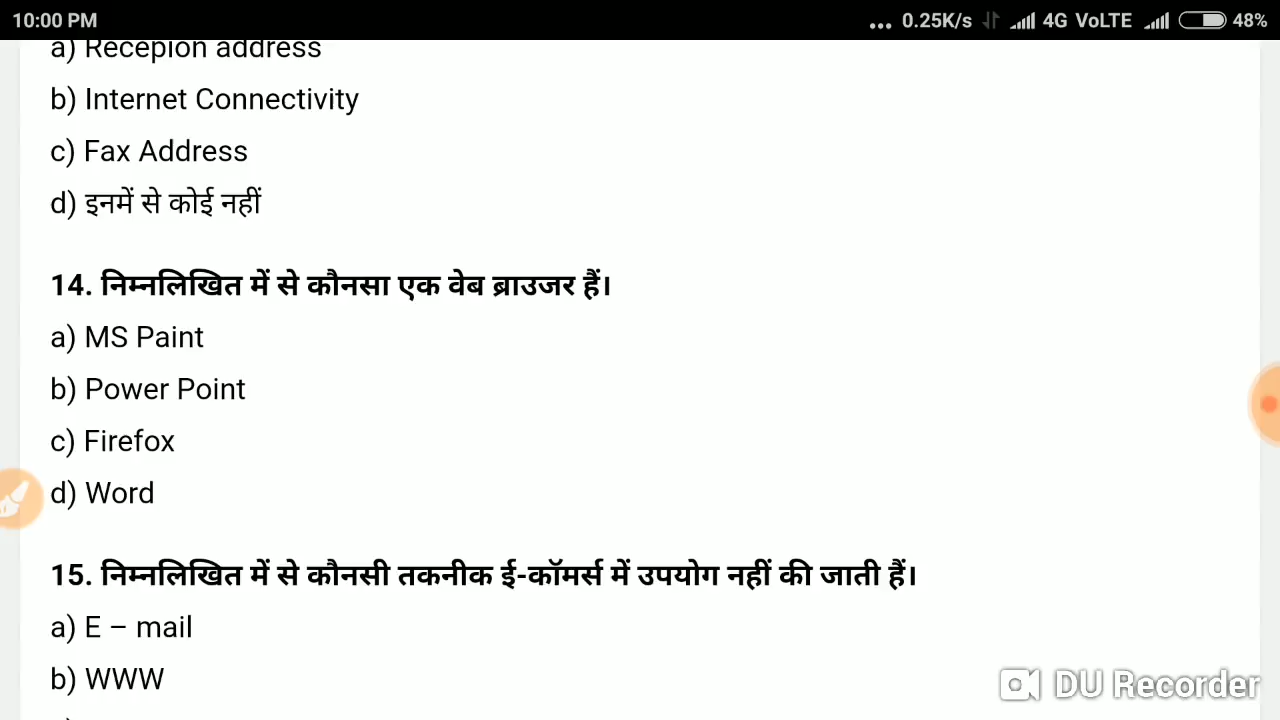 10:00 PM
... 0.25K/s 4G VoLTE 48%
a) Recepion address
b) Internet Connectivity
c) Fax Address
d) इनमें से कोई नहीं
14. निम्नलिखित में से कौनसा एक वेब ब्राउजर हैं।
a) MS Paint
b) Power Point
c) Firefox
d) Word
15. निम्नलिखित में से कौनसी तकनीक ई-कॉमर्स में उपयोग नहीं की जाती हैं।
a) E – mail
b) WWW
DU Recorder